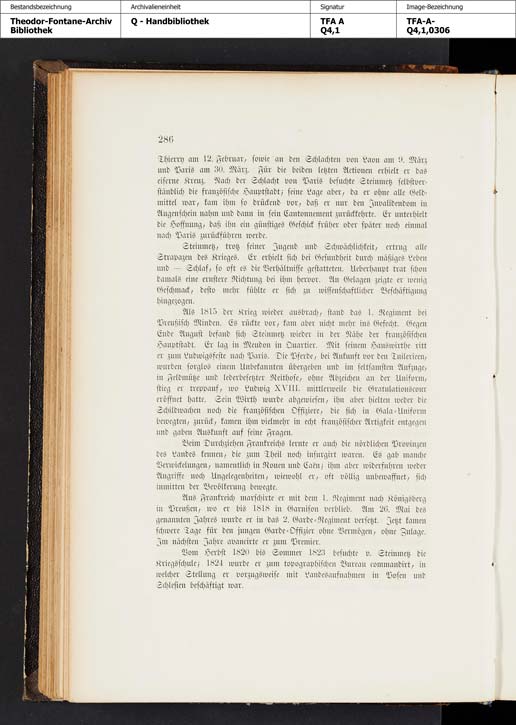 Bestandsbezeichnung Archivalieneinheit Signatur Image-Bezeichnung
Theodor-Fontane-Archiv Q - Handbibliothek TFA A TFA-A-
Bibliothek Q4,1 Q4,1,0306
286
Thierry am 12. Februar, sowie an den Schlachten von Laon am 9. März
und Paris am 30. März. Für die beiden letzten Actionen erhielt er das
eiserne Kreuz. Nach der Schlacht von Paris besuchte Steinmetz selbstver-
ständlich die französische Hauptstadt; seine Lage aber, da er ohne alle Geld-
mittel war, kam ihm so drückend vor, daß er nur den Invalidendom in
Augenschein nahm und dann in sein Cantonnement zurückkehrte. Er unterhielt
die Hoffnung, daß ihn ein günstiges Geschick früher oder später noch einmal
nach Paris zurückführen werde.
Steinmetz, trotz seiner Jugend und Schwächlichkeit, ertrug alle
Strapazen des Krieges. Er erhielt sich bei Gesundheit durch mäßiges Leben
und — Schlaf, so oft es die Verhältnisse gestatteten. Ueberhaupt trat schon
damals eine ernstere Richtung bei ihm hervor. An Gelagen zeigte er wenig
Geschmack, desto mehr fühlte er sich zu wissenschaftlicher Beschäftigung
hingezogen.
Als 1815 der Krieg wieder ausbrach, stand das 1. Regiment bei
Preußisch Minden. Es rückte vor, kam aber nicht mehr ins Gefecht. Gegen
Ende August befand sich Steinmetz wieder in der Nähe der französischen
Hauptstadt. Er lag in Meudon in Quartier. Mit seinem Hauswirthe ritt
er zum Ludwigsfeste nach Paris. Die Pferde, bei Ankunft vor den Tuilerieen,
wurden sorglos einem Unbekannten übergeben und im seltsamsten Aufzuge,
in Feldmütze und lederbesetzter Reithose, ohne Abzeichen an der Uniform,
stieg er treppauf, wo Ludwig XVIII. mittlerweile die Gratulationscour
eröffnet hatte. Sein Wirth wurde abgewiesen, ihn aber hielten weder die
Schildwachen noch die französischen Offiziere, die sich in Gala-Uniform
bewegten, zurück, kamen ihm vielmehr in echt französischer Artigkeit entgegen
und gaben Auskunft auf seine Fragen.
Beim Durchziehen Frankreichs lernte er auch die nördlichen Provinzen
des Landes kennen, die zum Theil noch insurgirt waren. Es gab manche
Verwickelungen, namentlich in Rouen und Caën; ihm aber widerfuhren weder
Angriffe noch Ungelegenheiten, wiewohl er, oft völlig unbewaffnet, sich
inmitten der Bevölkerung bewegte.
Aus Frankreich marschirte er mit dem 1. Regiment nach Königsberg
in Preußen, wo er bis 1818 in Garnison verblieb. Am 26. Mai des
genannten Jahres wurde er in das 2. Garde-Regiment versetzt. Jetzt kamen
schwere Tage für den jungen Garde-Offizier ohne Vermögen, ohne Zulage.
Im nächsten Jahre avancirte er zum Premier.
Vom Herbst 1820 bis Sommer 1823 besuchte v. Steinmetz die
Kriegsschule; 1824 wurde er zum topographischen Bureau commandirt, in
welcher Stellung er vorzugsweise mit Landesaufnahmen in Posen und
Schlesien beschäftigt war.